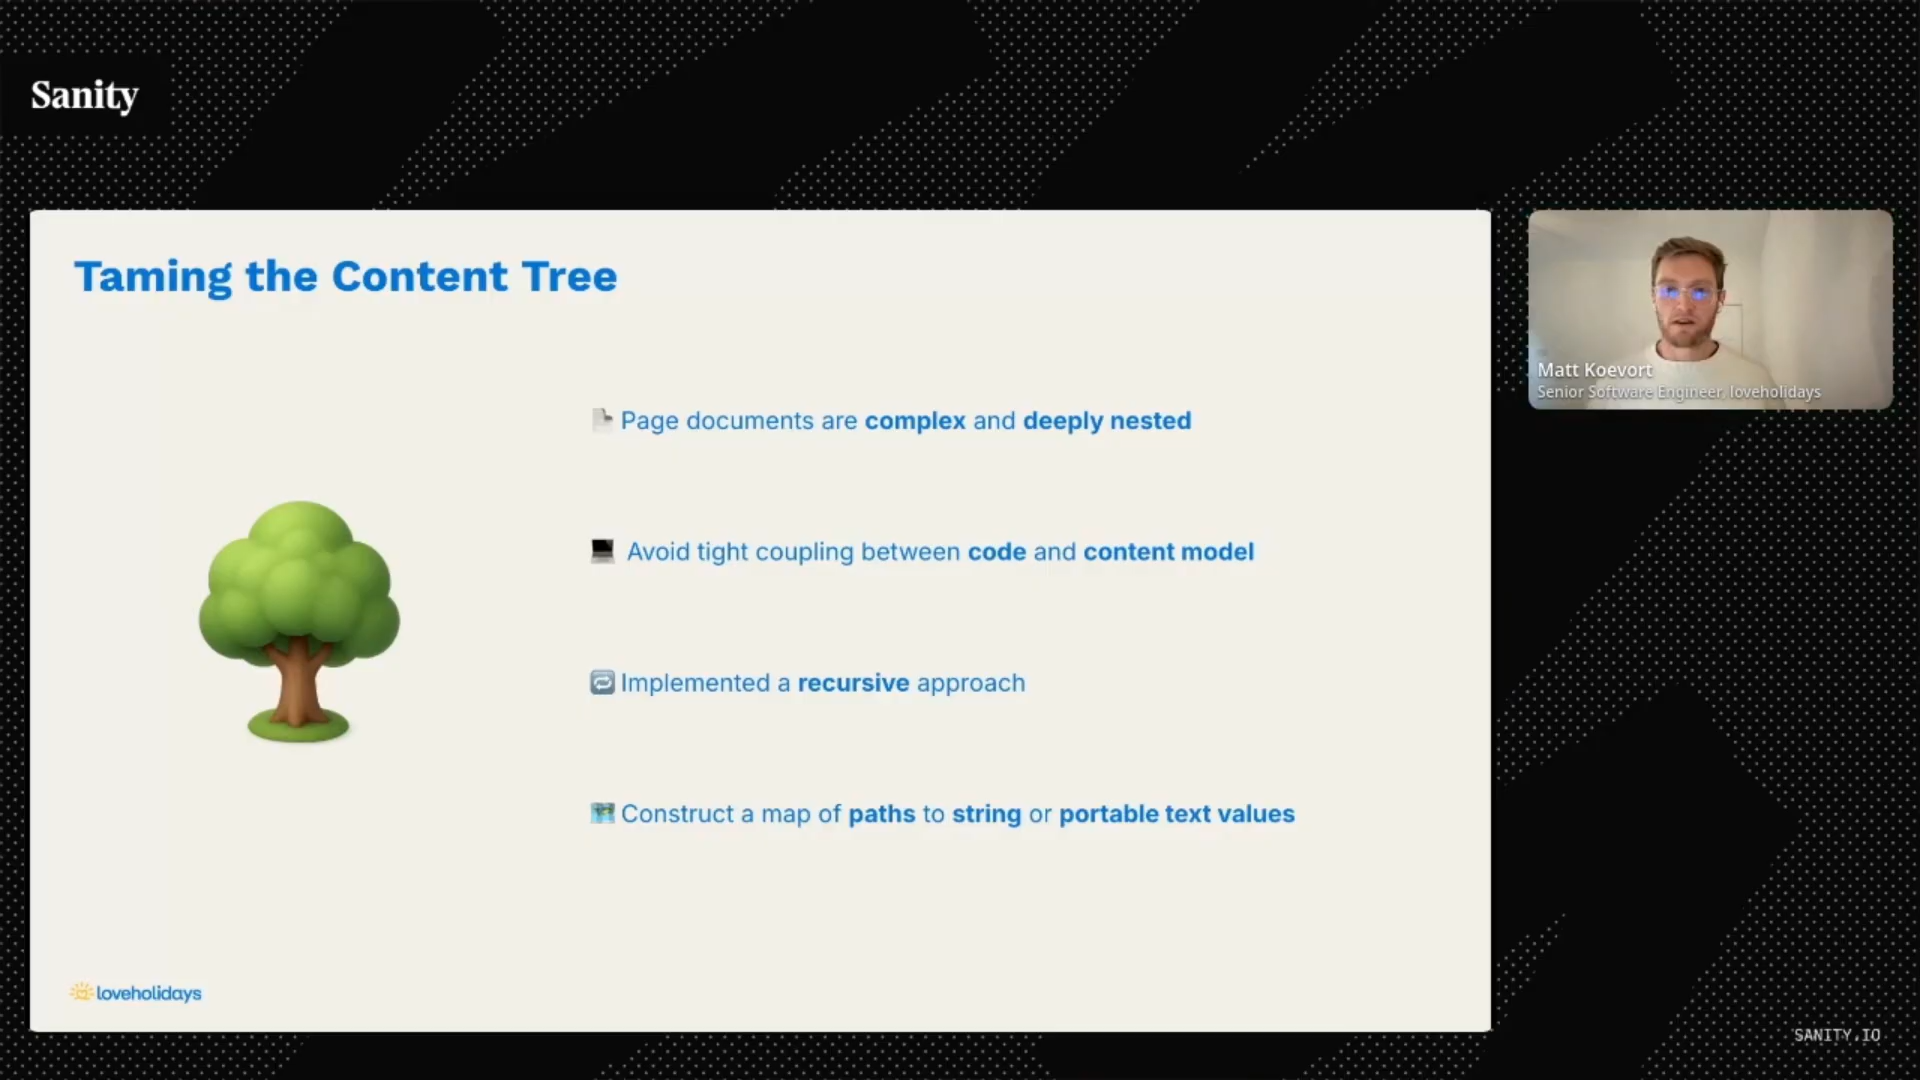 Sanity
Taming the Content Tree
Page documents are complex and deeply nested
Avoid tight coupling between code and content model
Implemented a recursive approach
Construct a map of paths to string or portable text values
loveholidays
Matt Koevort
Senior Software Engineer, loveholidays
SANITY.IO